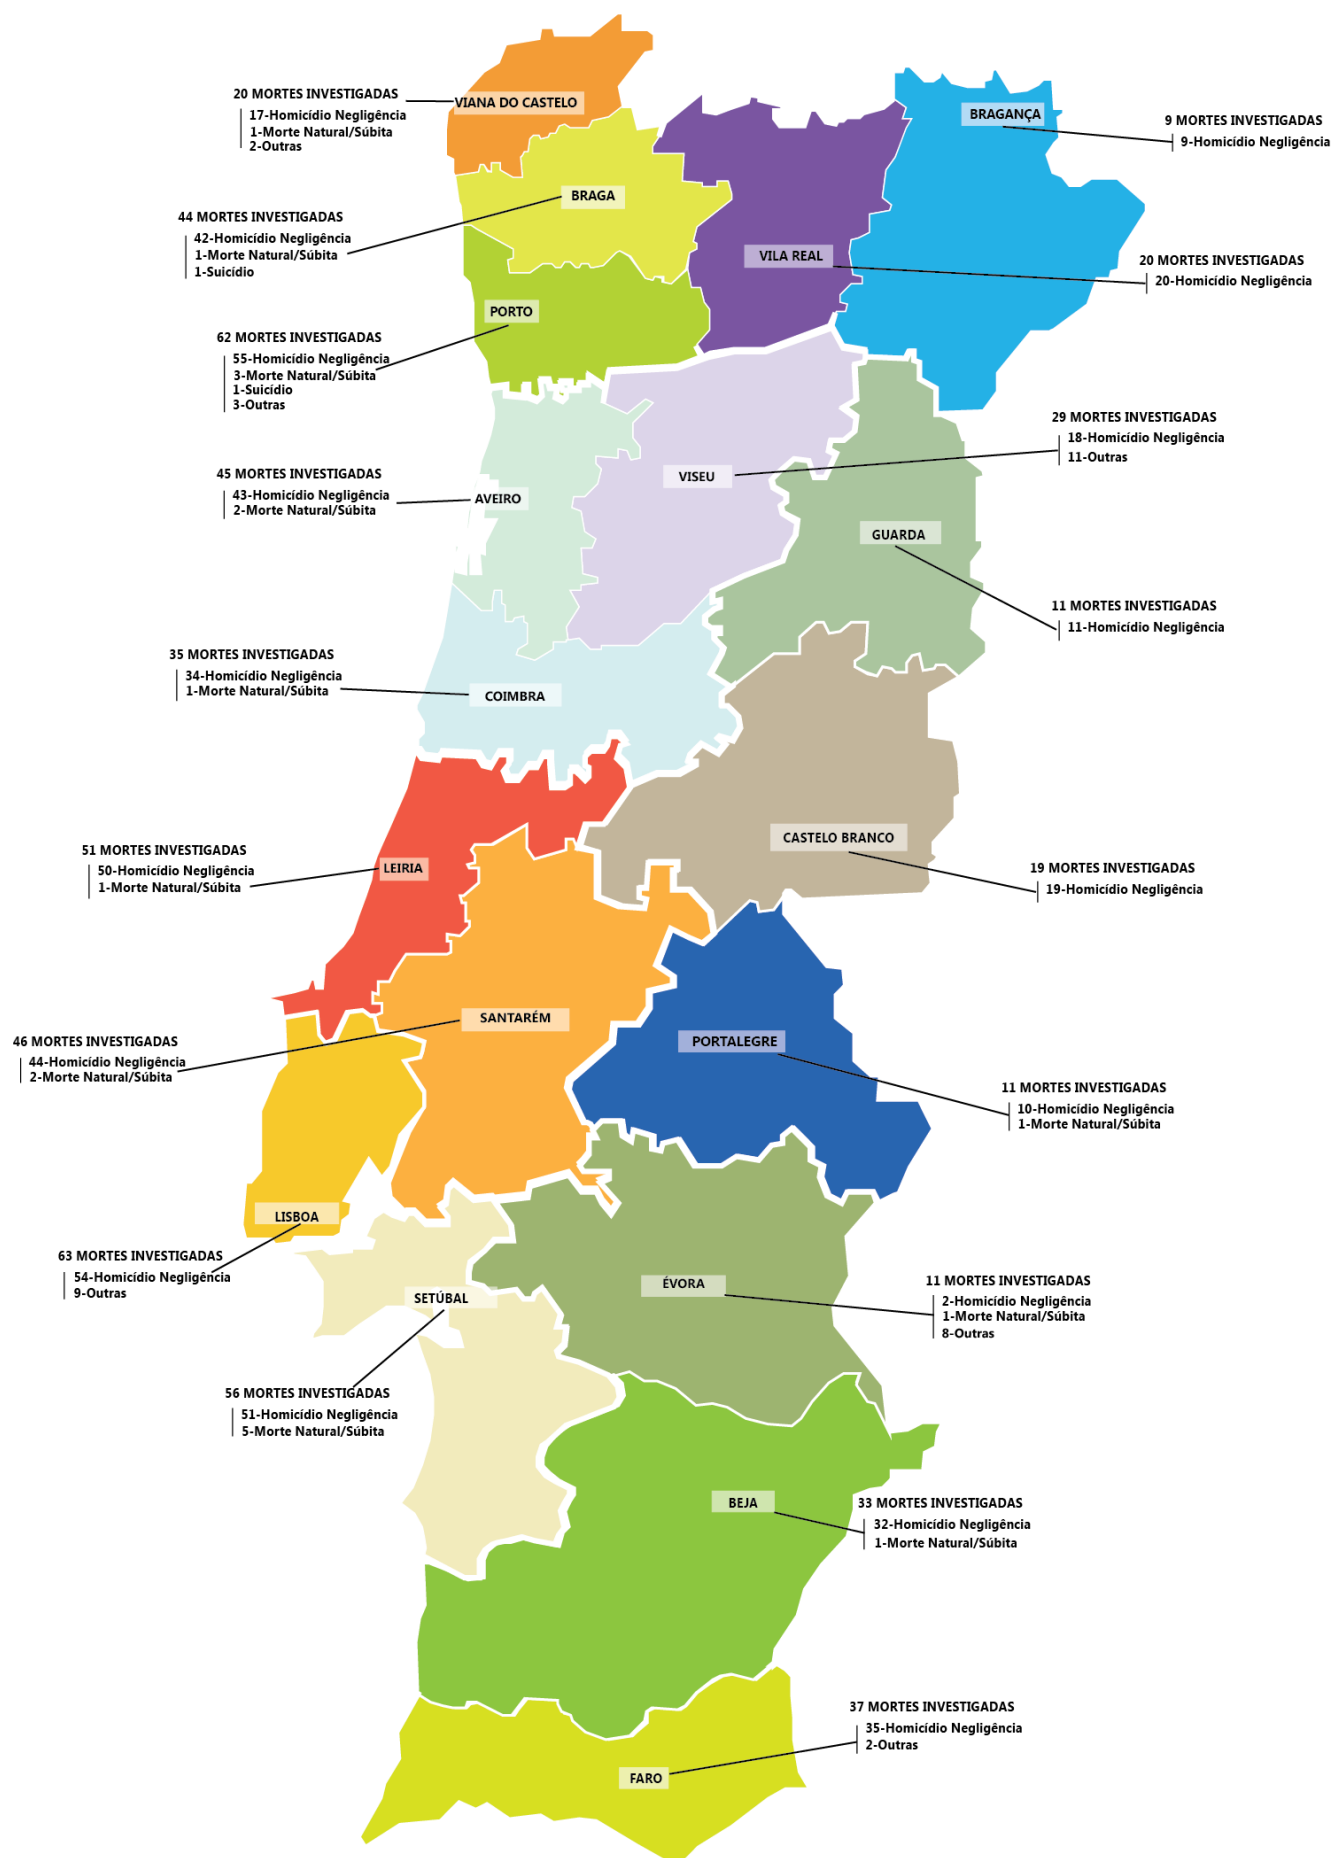 VIANA DO CASTELO
20 MORTES INVESTIGADAS
17-Homicídio Negligência
1-Morte Natural/Súbita
2-Outras
BRAGANÇA
9 MORTES INVESTIGADAS
9-Homicídio Negligência
BRAGA
44 MORTES INVESTIGADAS
42-Homicídio Negligência
1-Morte Natural/Súbita
1-Suicídio
VILA REAL
20 MORTES INVESTIGADAS
20-Homicídio Negligência
PORTO
62 MORTES INVESTIGADAS
55-Homicídio Negligência
3-Morte Natural/Súbita
1-Suicídio
3-Outras
VISEU
29 MORTES INVESTIGADAS
18-Homicídio Negligência
11-Outras
AVEIRO
45 MORTES INVESTIGADAS
43-Homicídio Negligência
2-Morte Natural/Súbita
GUARDA
11 MORTES INVESTIGADAS
11-Homicídio Negligência
COIMBRA
35 MORTES INVESTIGADAS
34-Homicídio Negligência
1-Morte Natural/Súbita
CASTELO BRANCO
19 MORTES INVESTIGADAS
19-Homicídio Negligência
LEIRIA
51 MORTES INVESTIGADAS
50-Homicídio Negligência
1-Morte Natural/Súbita
SANTARÉM
46 MORTES INVESTIGADAS
44-Homicídio Negligência
2-Morte Natural/Súbita
PORTALEGRE
11 MORTES INVESTIGADAS
10-Homicídio Negligência
1-Morte Natural/Súbita
LISBOA
63 MORTES INVESTIGADAS
54-Homicídio Negligência
9-Outras
ÉVORA
11 MORTES INVESTIGADAS
2-Homicídio Negligência
1-Morte Natural/Súbita
8-Outras
SETÚBAL
56 MORTES INVESTIGADAS
51-Homicídio Negligência
5-Morte Natural/Súbita
BEJA
33 MORTES INVESTIGADAS
32-Homicídio Negligência
1-Morte Natural/Súbita
FARO
37 MORTES INVESTIGADAS
35-Homicídio Negligência
2-Outras